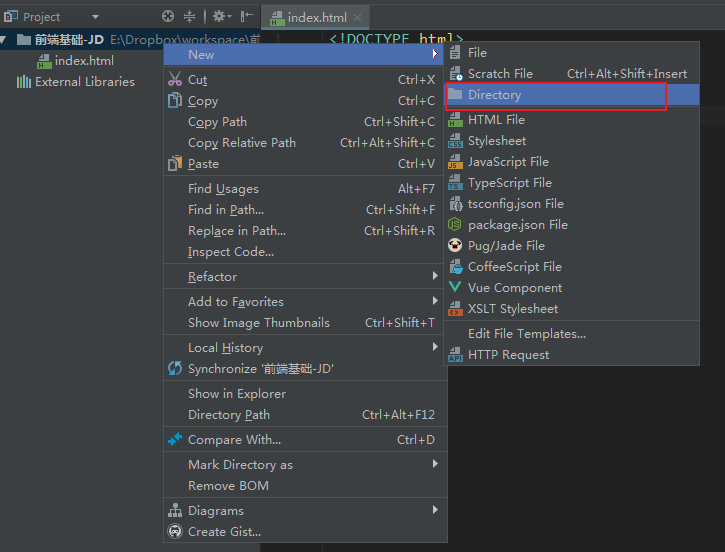 Project
index.html
前端基础-JD E:\Dropbox\workspace\前
1
<!DOCTYPE html>
index.html
External Libraries
New
Cut Ctrl+X
Copy Ctrl+C
Copy Path Ctrl+Shift+C
Copy Relative Path Ctrl+Alt+Shift+C
Paste Ctrl+V
Find Usages Alt+F7
Find in Path... Ctrl+Shift+F
Replace in Path... Ctrl+Shift+R
Inspect Code...
Refactor
Add to Favorites
Show Image Thumbnails Ctrl+Shift+T
Local History
Synchronize '前端基础-JD'
Show in Explorer
Directory Path Ctrl+Alt+F12
Compare With... Ctrl+D
Mark Directory as
Remove BOM
Diagrams
Create Gist...
File
Scratch File Ctrl+Alt+Shift+Insert
Directory
HTML File
Stylesheet
JavaScript File
TypeScript File
tsconfig.json File
package.json File
Pug/Jade File
CoffeeScript File
Vue Component
XSLT Stylesheet
Edit File Templates...
HTTP Request